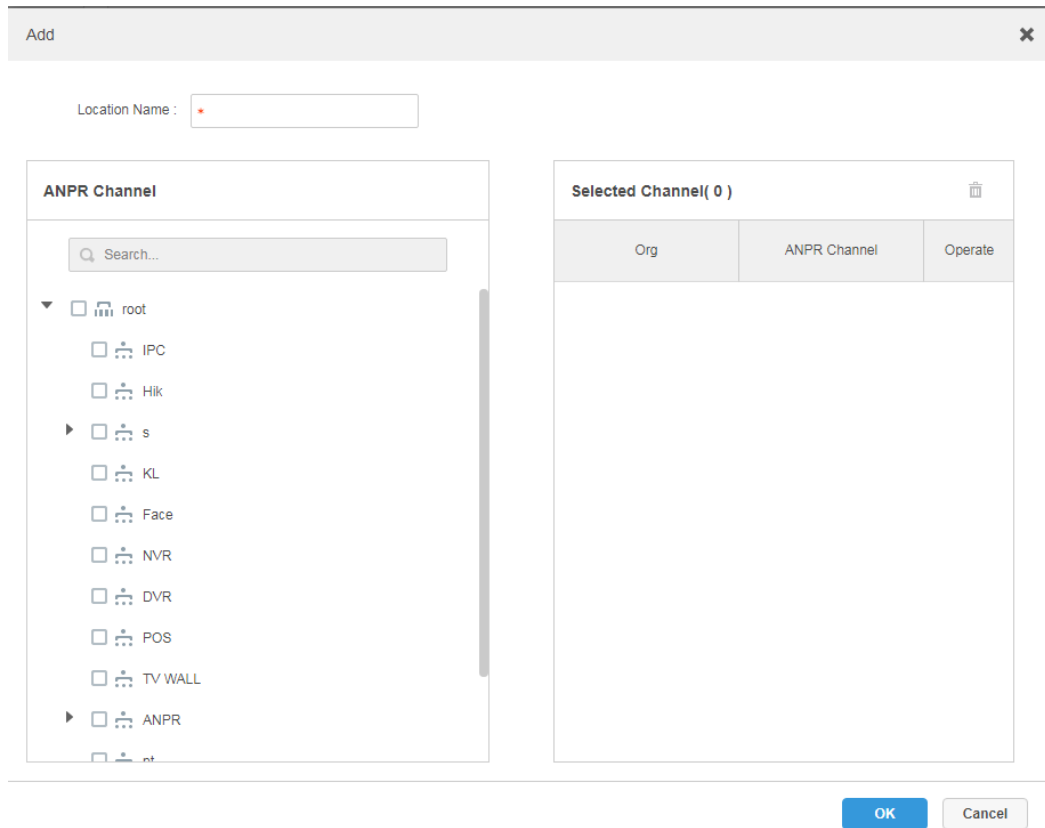 Add
Location Name : *
ANPR Channel
Search...
root
IPC
Hik
s
KL
Face
NVR
DVR
POS
TV WALL
ANPR
Selected Channel( 0 )
Org ANPR Channel Operate
OK Cancel